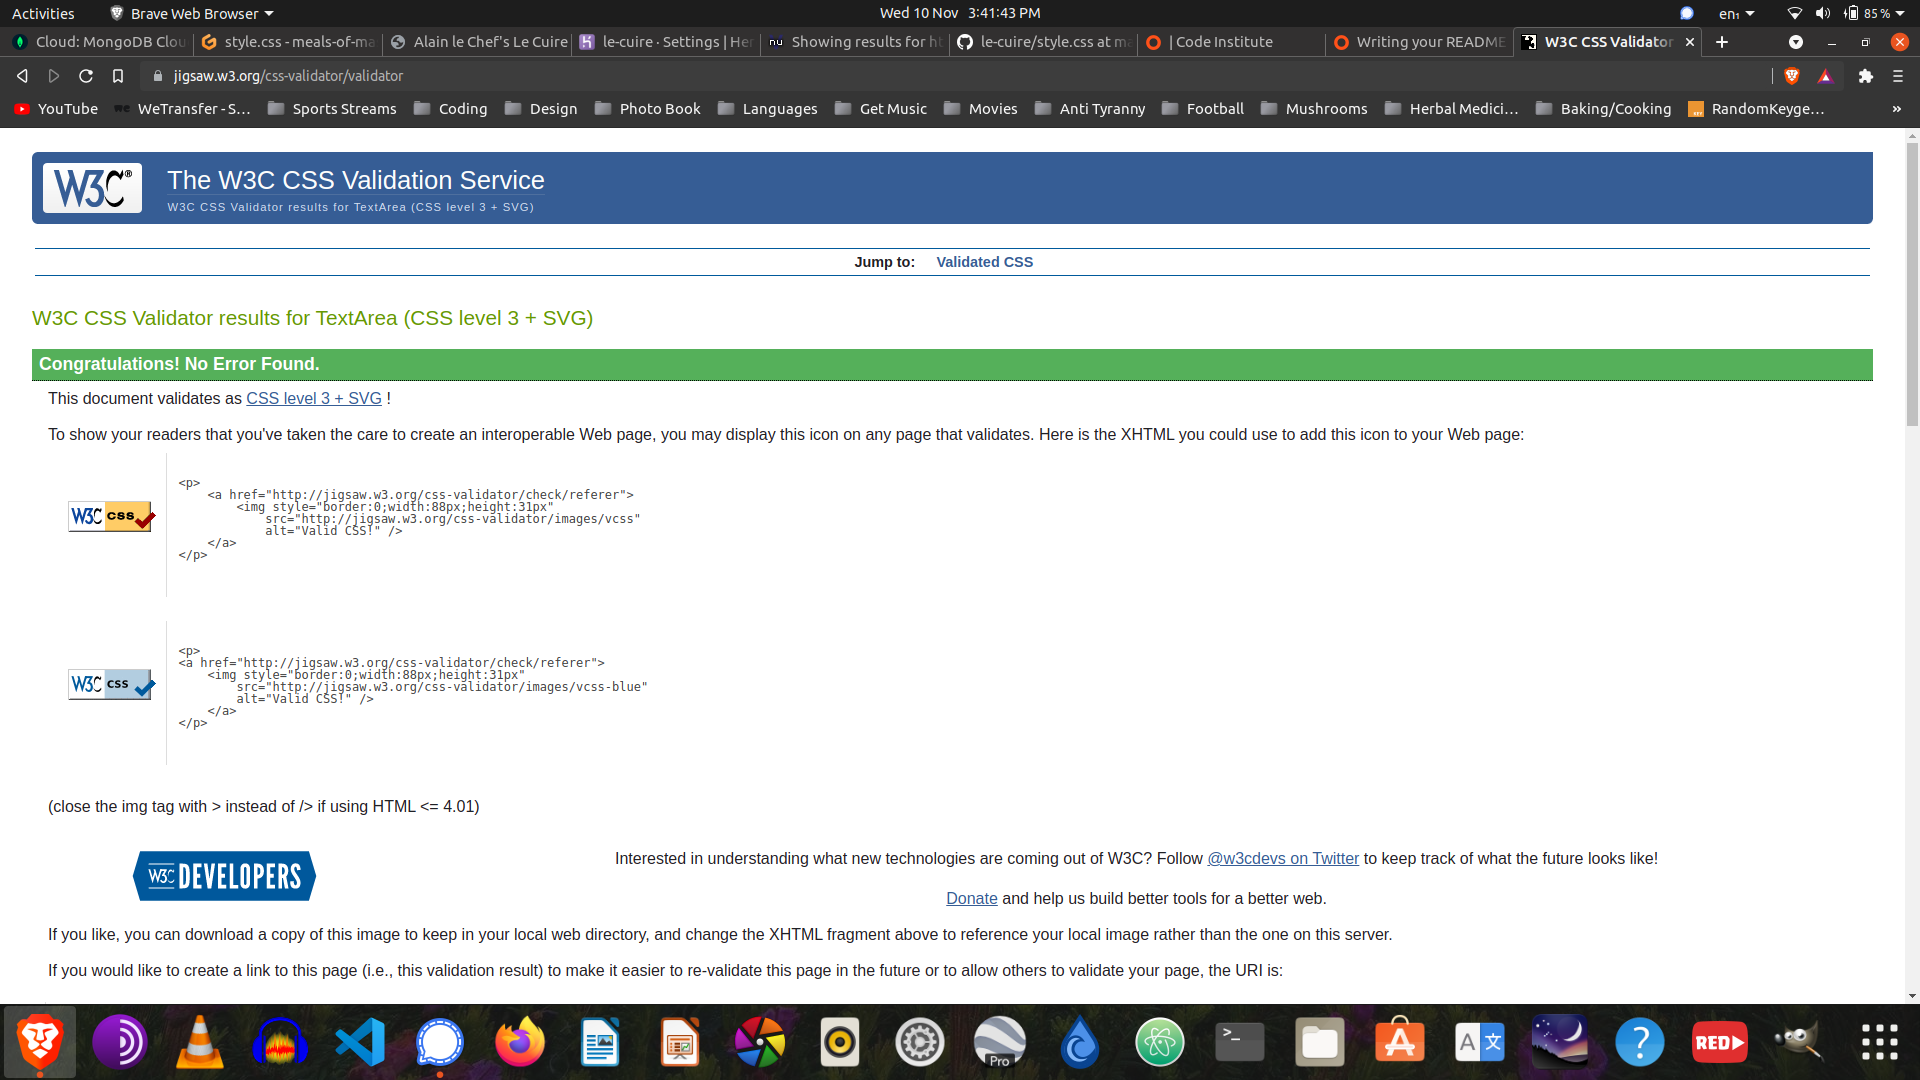 Activities Brave Web Browser Wed 10 Nov 3:41:43 PM en₁ 85 %
Cloud: MongoDB Clou style.css - meals-of-ma Alain le Chef's Le Cuire le-cuire · Settings | Her nu Showing results for ht le-cuire/style.css at ma | Code Institute Writing your README W3C CSS Validator
jigsaw.w3.org/css-validator/validator
YouTube we WeTransfer - S… Sports Streams Coding Design Photo Book Languages Get Music Movies Anti Tyranny Football Mushrooms Herbal Medici… Baking/Cooking RandomKeyge… »
W3C® The W3C CSS Validation Service
W3C CSS Validator results for TextArea (CSS level 3 + SVG)
Jump to: Validated CSS
W3C CSS Validator results for TextArea (CSS level 3 + SVG)
Congratulations! No Error Found.
This document validates as CSS level 3 + SVG !
To show your readers that you've taken the care to create an interoperable Web page, you may display this icon on any page that validates. Here is the XHTML you could use to add this icon to your Web page:
W3C css
<p>
<a href="http://jigsaw.w3.org/css-validator/check/referer">
<img style="border:0;width:88px;height:31px"
src="http://jigsaw.w3.org/css-validator/images/vcss"
alt="Valid CSS!" />
</a>
</p>
W3C css
<p>
<a href="http://jigsaw.w3.org/css-validator/check/referer">
<img style="border:0;width:88px;height:31px"
src="http://jigsaw.w3.org/css-validator/images/vcss-blue"
alt="Valid CSS!" />
</a>
</p>
(close the img tag with > instead of /> if using HTML <= 4.01)
W3C DEVELOPERS
Interested in understanding what new technologies are coming out of W3C? Follow @w3cdevs on Twitter to keep track of what the future looks like!
Donate and help us build better tools for a better web.
If you like, you can download a copy of this image to keep in your local web directory, and change the XHTML fragment above to reference your local image rather than the one on this server.
If you would like to create a link to this page (i.e., this validation result) to make it easier to re-validate this page in the future or to allow others to validate your page, the URI is:
Pro >_ A A 文 ? RED